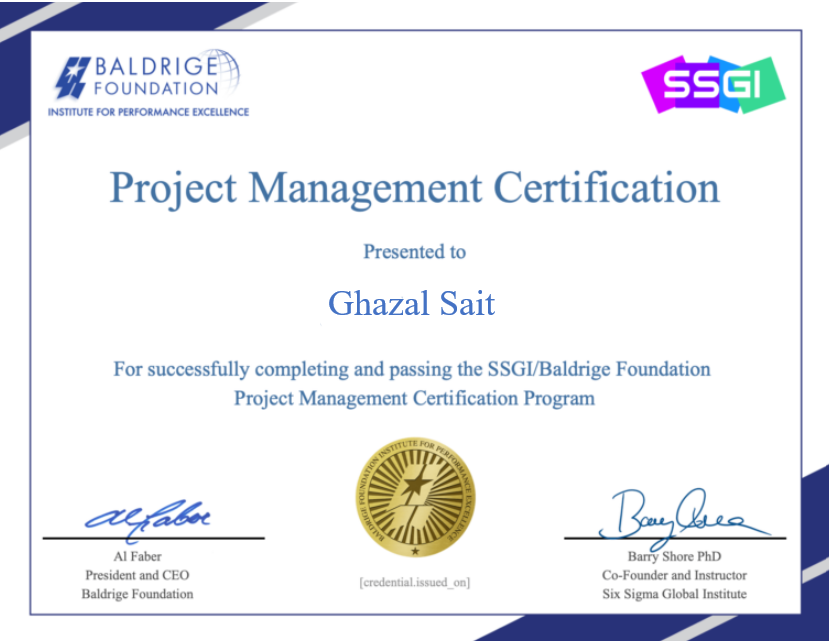 BALDRIGE
FOUNDATION
INSTITUTE FOR PERFORMANCE EXCELLENCE
SSGI
Project Management Certification
Presented to
Ghazal Sait
For successfully completing and passing the SSGI/Baldrige Foundation
Project Management Certification Program
BALDRIGE FOUNDATION INSTITUTE FOR PERFORMANCE EXCELLENCE
Al Faber
Al Faber
President and CEO
Baldrige Foundation
[credential.issued_on]
Barry Shore
Barry Shore PhD
Co-Founder and Instructor
Six Sigma Global Institute